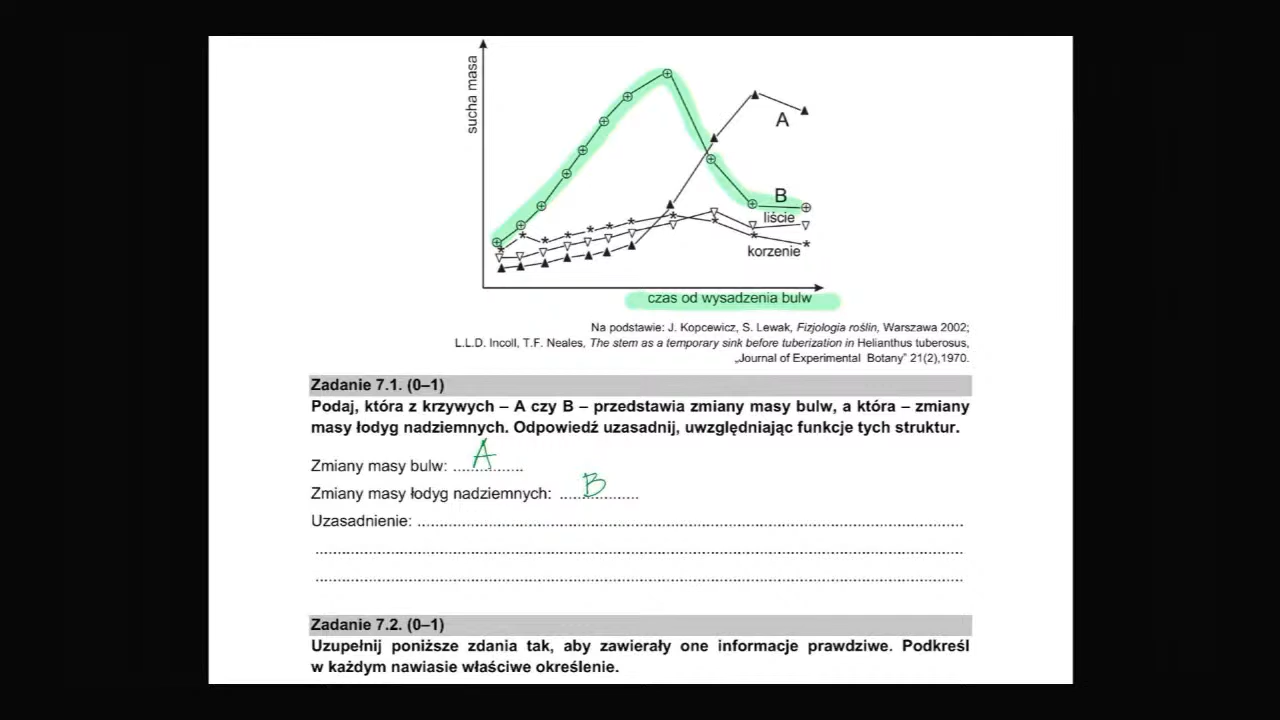 sucha masa
A
B
liście
korzenie
czas od wysadzenia bulw
Na podstawie: J. Kopcewicz, S. Lewak, Fizjologia roślin, Warszawa 2002;
L.L.D. Incoll, T.F. Neales, The stem as a temporary sink before tuberization in Helianthus tuberosus,
„Journal of Experimental Botany” 21(2),1970.
Zadanie 7.1. (0–1)
Podaj, która z krzywych – A czy B – przedstawia zmiany masy bulw, a która – zmiany
masy łodyg nadziemnych. Odpowiedź uzasadnij, uwzględniając funkcje tych struktur.
Zmiany masy bulw: A
Zmiany masy łodyg nadziemnych: B
Uzasadnienie:
Zadanie 7.2. (0–1)
Uzupełnij poniższe zdania tak, aby zawierały one informacje prawdziwe. Podkreśl
w każdym nawiasie właściwe określenie.